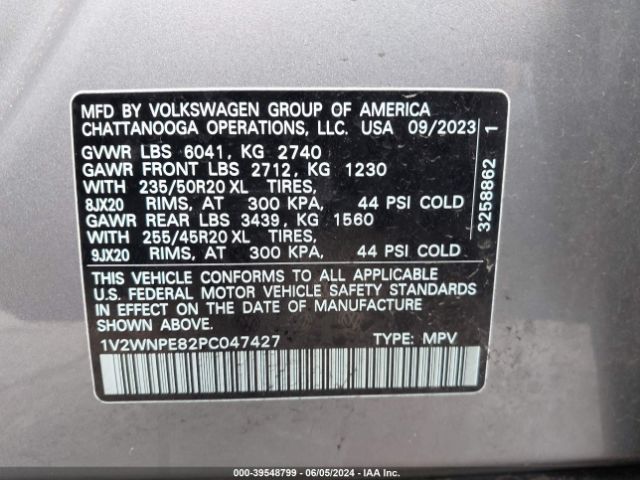 MFD BY VOLKSWAGEN GROUP OF AMERICA
CHATTANOOGA OPERATIONS, LLC. USA 09/2023
GVWR LBS 6041, KG 2740
GAWR FRONT LBS 2712, KG 1230
WITH 235/50R20 XL TIRES,
8JX20 RIMS, AT 300 KPA, 44 PSI COLD
GAWR REAR LBS 3439, KG 1560
WITH 255/45R20 XL TIRES,
9JX20 RIMS, AT 300 KPA, 44 PSI COLD
THIS VEHICLE CONFORMS TO ALL APPLICABLE
U.S. FEDERAL MOTOR VEHICLE SAFETY STANDARDS
IN EFFECT ON THE DATE OF MANUFACTURE
SHOWN ABOVE.
1V2WNPE82PC047427 TYPE: MPV
3258862 1
000-39548799 - 06/05/2024 - IAAI.com